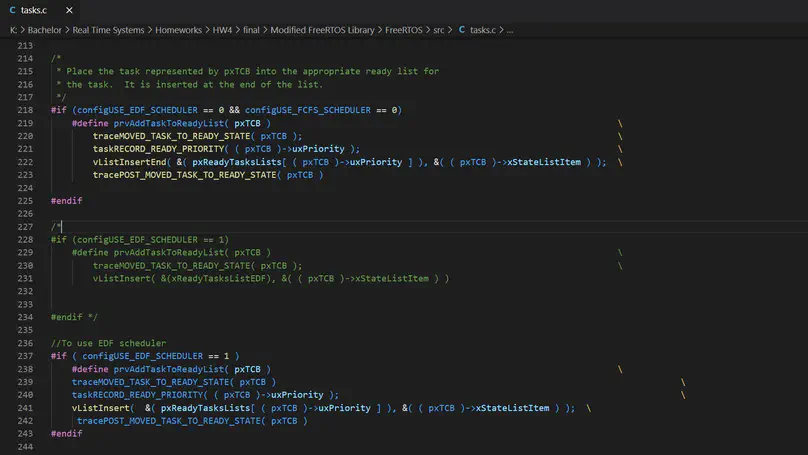 tasks.c ×
K: > Bachelor > Real Time Systems > Homeworks > HW4 > final > Modified FreeRTOS Library > FreeRTOS > src > C tasks.c > ...
213
214 /*
215  * Place the task represented by pxTCB into the appropriate ready list for
216  * the task.  It is inserted at the end of the list.
217  */
218 #if (configUSE_EDF_SCHEDULER == 0 && configUSE_FCFS_SCHEDULER == 0)
219     #define prvAddTaskToReadyList( pxTCB ) \
220         traceMOVED_TASK_TO_READY_STATE( pxTCB ); \
221         taskRECORD_READY_PRIORITY( ( pxTCB )->uxPriority ); \
222         vListInsertEnd( &( pxReadyTasksLists[ ( pxTCB )->uxPriority ] ), &( ( pxTCB )->xStateListItem ) ); \
223         tracePOST_MOVED_TASK_TO_READY_STATE( pxTCB )
224
225 #endif
226
227 /*
228 #if (configUSE_EDF_SCHEDULER == 1)
229     #define prvAddTaskToReadyList( pxTCB ) \
230         traceMOVED_TASK_TO_READY_STATE( pxTCB ); \
231         vListInsert( &(xReadyTasksListEDF), &( ( pxTCB )->xStateListItem ) )
232
233
234 #endif */
235
236 //To use EDF scheduler
237 #if ( configUSE_EDF_SCHEDULER == 1 )
238     #define prvAddTaskToReadyList( pxTCB ) \
239     traceMOVED_TASK_TO_READY_STATE( pxTCB ) \
240     taskRECORD_READY_PRIORITY( ( pxTCB )->uxPriority ); \
241     vListInsert(  &( pxReadyTasksLists[ ( pxTCB )->uxPriority ] ), &( ( pxTCB )->xStateListItem ) ); \
242      tracePOST_MOVED_TASK_TO_READY_STATE( pxTCB )
243 #endif
244